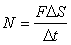 N = FΔS / Δt